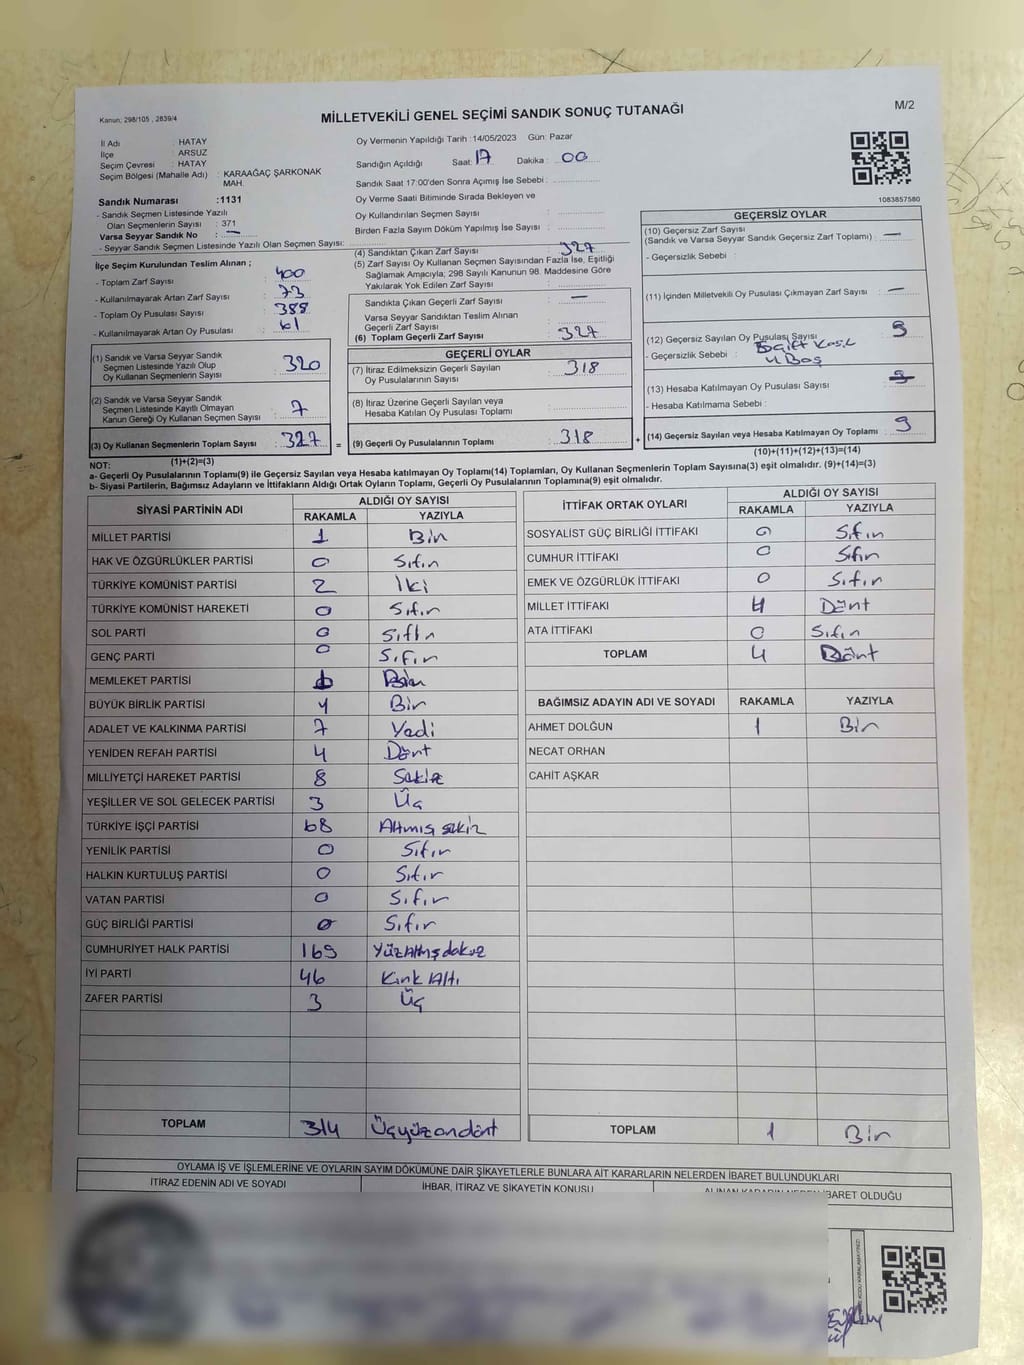 Kanun; 298/105 , 2839/4
MİLLETVEKİLİ GENEL SEÇİMİ SANDIK SONUÇ TUTANAĞI
M/2
İl Adı : HATAY
İlçe : ARSUZ
Seçim Çevresi : HATAY
Seçim Bölgesi (Mahalle Adı) : KARAAĞAÇ ŞARKONAK MAH.
Sandık Numarası :1131
- Sandık Seçmen Listesinde Yazılı
Olan Seçmenlerin Sayısı : 371
Varsa Seyyar Sandık No : —
- Seyyar Sandık Seçmen Listesinde Yazılı Olan Seçmen Sayısı:
Oy Vermenin Yapıldığı Tarih :14/05/2023 Gün: Pazar
Sandığın Açıldığı Saat: 17 Dakika : 00
Sandık Saat 17:00'den Sonra Açımış İse Sebebi :
Oy Verme Saati Bitiminde Sırada Bekleyen ve
Oy Kullandırılan Seçmen Sayısı :
Birden Fazla Sayım Döküm Yapılmış İse Sayısı :
1083857580
İlçe Seçim Kurulundan Teslim Alınan ;
- Toplam Zarf Sayısı : 400
- Kullanılmayarak Artan Zarf Sayısı : 73
- Toplam Oy Pusulası Sayısı : 388
- Kullanılmayarak Artan Oy Pusulası : 61
(1) Sandık ve Varsa Seyyar Sandık
Seçmen Listesinde Yazılı Olup
Oy Kullanan Seçmenlerin Sayısı : 320
(2) Sandık ve Varsa Seyyar Sandık
Seçmen Listesinde Kayıtlı Olmayan
Kanun Gereği Oy Kullanan Seçmen Sayısı : 7
(3) Oy Kullanan Seçmenlerin Toplam Sayısı : 327 =
(1)+(2)=(3)
(4) Sandıktan Çıkan Zarf Sayısı 327
(5) Zarf Sayısı Oy Kullanan Seçmen Sayısından Fazla İse, Eşitliği
Sağlamak Amacıyla; 298 Sayılı Kanunun 98. Maddesine Göre
Yakılarak Yok Edilen Zarf Sayısı :
Sandıkta Çıkan Geçerli Zarf Sayısı : —
Varsa Seyyar Sandıktan Teslim Alınan
Geçerli Zarf Sayısı :
(6) Toplam Geçerli Zarf Sayısı : 327
GEÇERLİ OYLAR
(7) İtiraz Edilmeksizin Geçerli Sayılan
Oy Pusulalarının Sayısı : 318
(8) İtiraz Üzerine Geçerli Sayılan veya
Hesaba Katılan Oy Pusulası Toplamı :
(9) Geçerli Oy Pusulalarının Toplamı : 318 +
GEÇERSİZ OYLAR
(10) Geçersiz Zarf Sayısı
(Sandık ve Varsa Seyyar Sandık Geçersiz Zarf Toplamı) : —
- Geçersizlik Sebebi :
(11) İçinden Milletvekili Oy Pusulası Çıkmayan Zarf Sayısı : —
(12) Geçersiz Sayılan Oy Pusulası Sayısı 9
- Geçersizlik Sebebi : 5 çift
4 Boş
(13) Hesaba Katılmayan Oy Pusulası Sayısı
- Hesaba Katılmama Sebebi :
(14) Geçersiz Sayılan veya Hesaba Katılmayan Oy Toplamı : 9
(10)+(11)+(12)+(13)=(14)
NOT:
a- Geçerli Oy Pusulalarının Toplamı(9) ile Geçersiz Sayılan veya Hesaba katılmayan Oy Toplamı(14) Toplamları, Oy Kullanan Seçmenlerin Toplam Sayısına(3) eşit olmalıdır. (9)+(14)=(3)
b- Siyasi Partilerin, Bağımsız Adayların ve İttifakların Aldığı Ortak Oyların Toplamı, Geçerli Oy Pusulalarının Toplamına(9) eşit olmalıdır.
SİYASİ PARTİNİN ADI ALDIĞI OY SAYISI
RAKAMLA YAZIYLA
MİLLET PARTİSİ 1 Bir
HAK VE ÖZGÜRLÜKLER PARTİSİ 0 Sıfır
TÜRKİYE KOMÜNİST PARTİSİ 2 İki
TÜRKİYE KOMÜNİST HAREKETİ 0 Sıfır
SOL PARTİ 0 Sıfır
GENÇ PARTİ 0 Sıfır
MEMLEKET PARTİSİ 1 Bir
BÜYÜK BİRLİK PARTİSİ 1 Bir
ADALET VE KALKINMA PARTİSİ 7 Yedi
YENİDEN REFAH PARTİSİ 4 Dört
MİLLİYETÇİ HAREKET PARTİSİ 8 Sekiz
YEŞİLLER VE SOL GELECEK PARTİSİ 3 Üç
TÜRKİYE İŞÇİ PARTİSİ 68 Altmış sekiz
YENİLİK PARTİSİ 0 Sıfır
HALKIN KURTULUŞ PARTİSİ 0 Sıfır
VATAN PARTİSİ 0 Sıfır
GÜÇ BİRLİĞİ PARTİSİ 0 Sıfır
CUMHURİYET HALK PARTİSİ 169 Yüzaltmışdokuz
İYİ PARTİ 46 Kırk Altı
ZAFER PARTİSİ 3 Üç
TOPLAM 314 Üçyüzondört
İTTİFAK ORTAK OYLARI ALDIĞI OY SAYISI
RAKAMLA YAZIYLA
SOSYALİST GÜÇ BİRLİĞİ İTTİFAKI 0 Sıfır
CUMHUR İTTİFAKI 0 Sıfır
EMEK VE ÖZGÜRLÜK İTTİFAKI 0 Sıfır
MİLLET İTTİFAKI 4 Dört
ATA İTTİFAKI 0 Sıfır
TOPLAM 4 Dört
BAĞIMSIZ ADAYIN ADI VE SOYADI RAKAMLA YAZIYLA
AHMET DOLĞUN 1 Bir
NECAT ORHAN
CAHİT AŞKAR
TOPLAM 1 Bir
OYLAMA İŞ VE İŞLEMLERİNE VE OYLARIN SAYIM DÖKÜMÜNE DAİR ŞİKAYETLERLE BUNLARA AİT KARARLARIN NELERDEN İBARET BULUNDUKLARI
İTİRAZ EDENİN ADI VE SOYADI
İHBAR, İTİRAZ VE ŞİKAYETİN KONUSU
ALINAN KARARIN NEDEN İBARET OLDUĞU